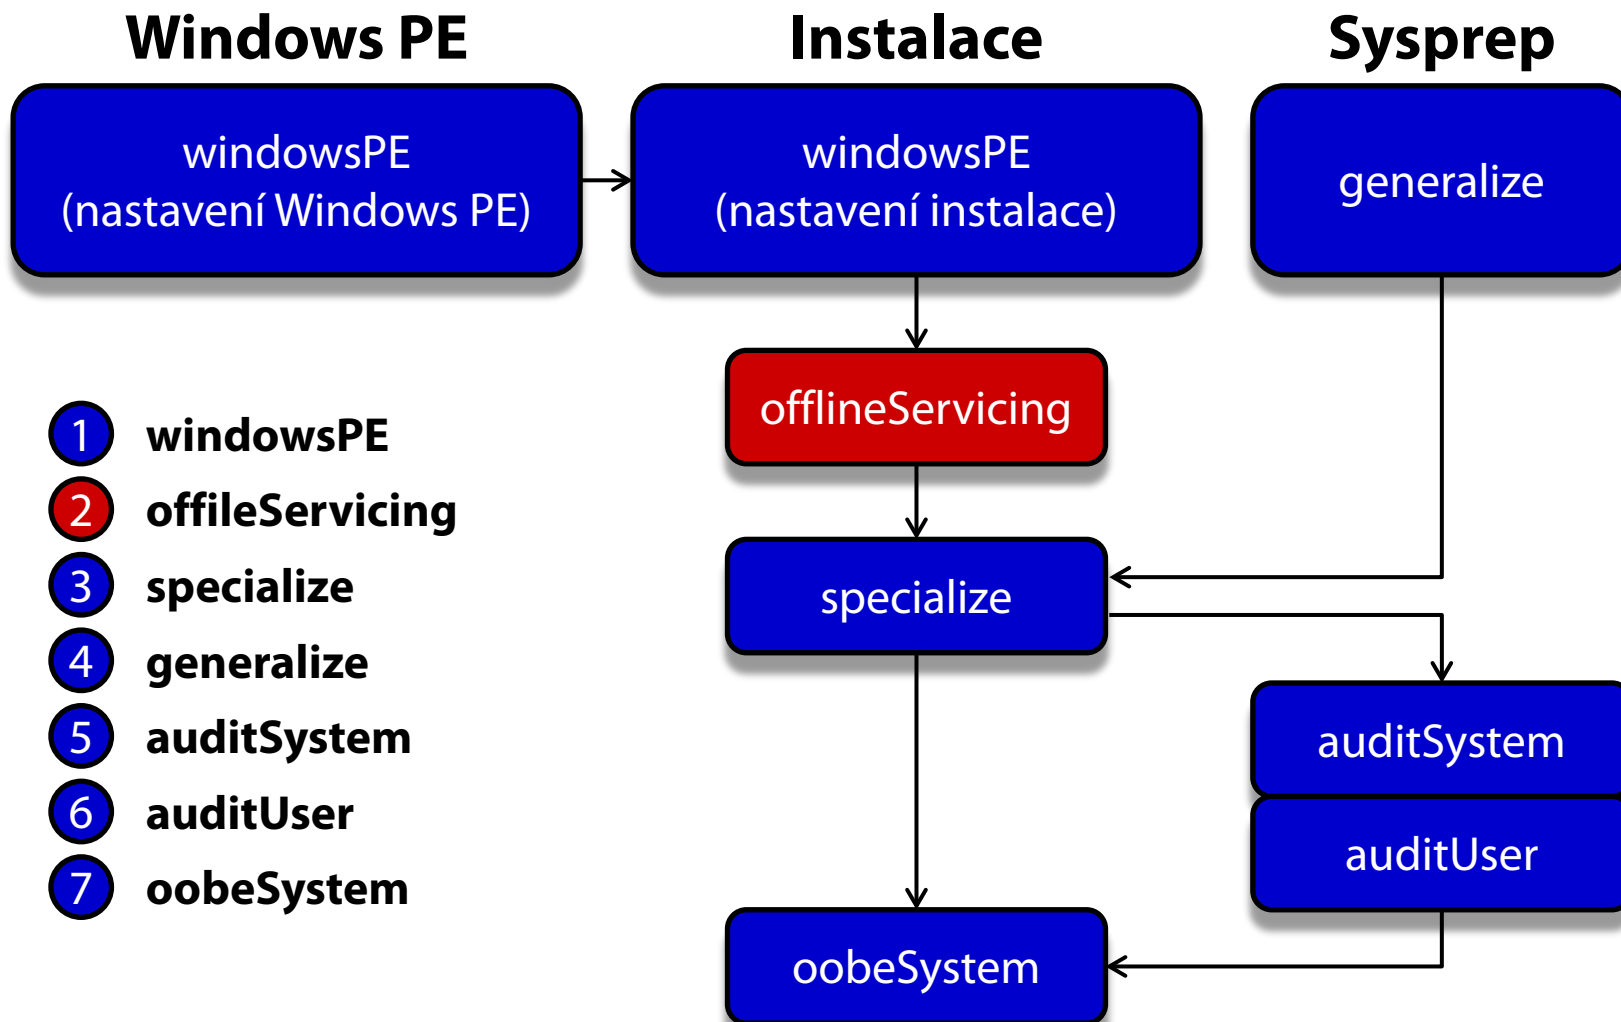 Windows PE
Instalace
Sysprep
windowsPE
(nastavení Windows PE)
windowsPE
(nastavení instalace)
generalize
offlineServicing
1 windowsPE
2 offileServicing
3 specialize
4 generalize
5 auditSystem
6 auditUser
7 oobeSystem
specialize
auditSystem
auditUser
oobeSystem